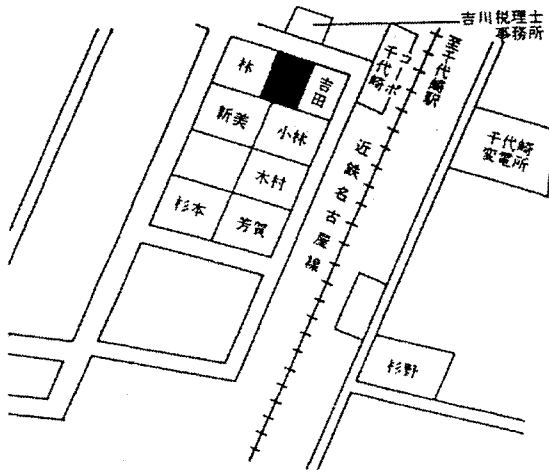 吉川税理士
事務所
コーポ
千代崎
至千代崎駅
林
吉田
新美
小林
千代崎
変電所
木村
近鉄名古屋線
杉本
芳賀
杉野